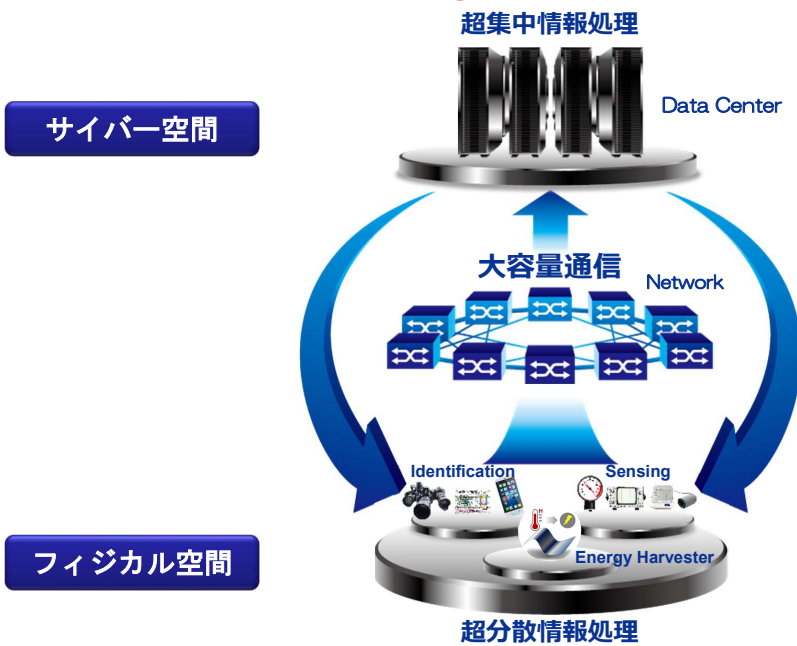 超集中情報処理
Data Center
サイバー空間
大容量通信
Network
Identification
Sensing
Energy Harvester
フィジカル空間
超分散情報処理